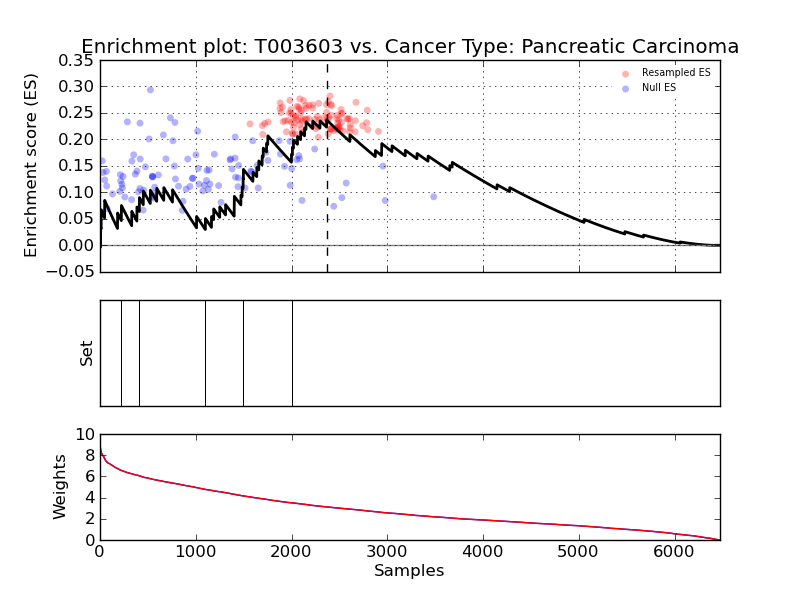 Enrichment plot: T003603 vs. Cancer Type: Pancreatic Carcinoma
Enrichment score (ES)
0.35
0.30
0.25
0.20
0.15
0.10
0.05
0.00
−0.05
Resampled ES
Null ES
Set
Weights
10
8
6
4
2
0
0 1000 2000 3000 4000 5000 6000
Samples